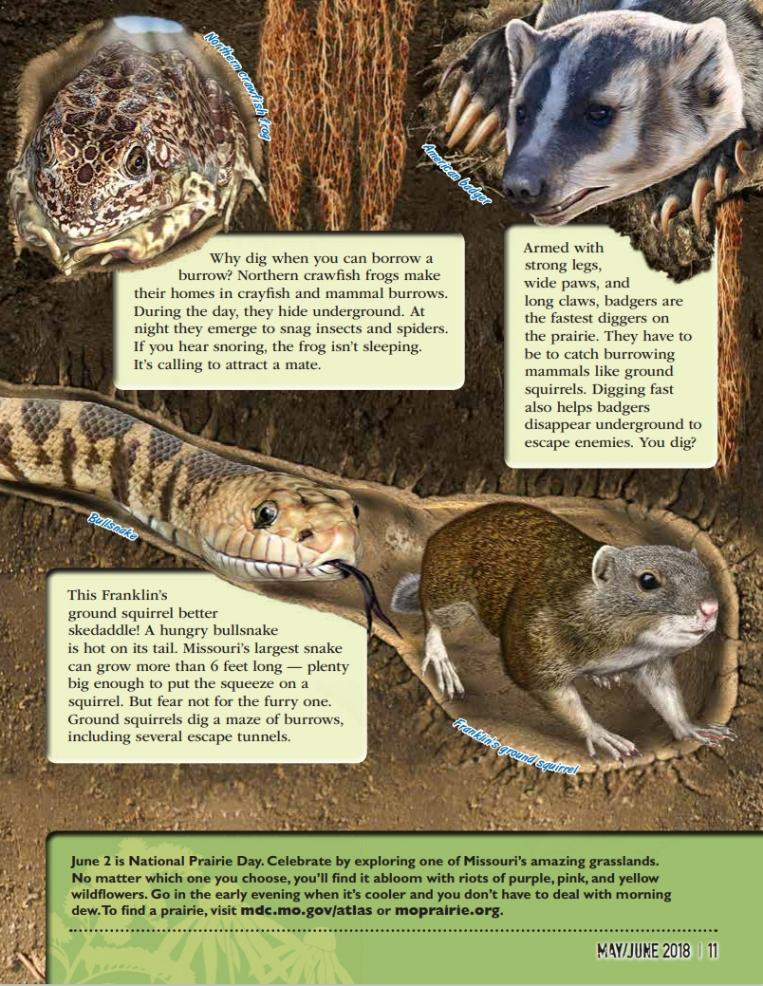 Northern crawfish frog
American badger
Why dig when you can borrow a
burrow? Northern crawfish frogs make
their homes in crayfish and mammal burrows.
During the day, they hide underground. At
night they emerge to snag insects and spiders.
If you hear snoring, the frog isn't sleeping.
It's calling to attract a mate.
Armed with
strong legs,
wide paws, and
long claws, badgers are
the fastest diggers on
the prairie. They have to
be to catch burrowing
mammals like ground
squirrels. Digging fast
also helps badgers
disappear underground to
escape enemies. You dig?
Bullsnake
This Franklin's
ground squirrel better
skedaddle! A hungry bullsnake
is hot on its tail. Missouri's largest snake
can grow more than 6 feet long — plenty
big enough to put the squeeze on a
squirrel. But fear not for the furry one.
Ground squirrels dig a maze of burrows,
including several escape tunnels.
Franklin's ground squirrel
June 2 is National Prairie Day. Celebrate by exploring one of Missouri's amazing grasslands.
No matter which one you choose, you'll find it abloom with riots of purple, pink, and yellow
wildflowers. Go in the early evening when it's cooler and you don't have to deal with morning
dew. To find a prairie, visit mdc.mo.gov/atlas or moprairie.org.
MAY/JUNE 2018 | 11